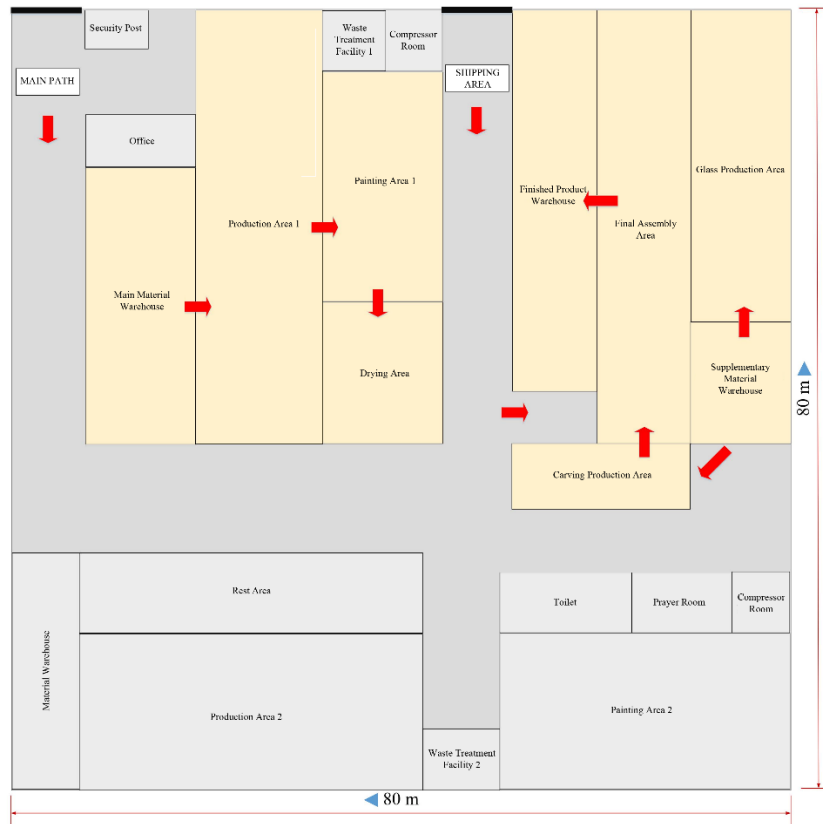 Security Post
Waste
Treatment
Facility 1
Compressor
Room
MAIN PATH
SHIPPING
AREA
Office
Painting Area 1
Glass Production Area
Finished Product
Warehouse
Production Area 1
Final Assembly
Area
Main Material
Warehouse
Drying Area
Supplementary
Material
Warehouse
80 m
Carving Production Area
Material Warehouse
Rest Area
Toilet
Prayer Room
Compressor
Room
Production Area 2
Painting Area 2
Waste Treatment
Facility 2
80 m